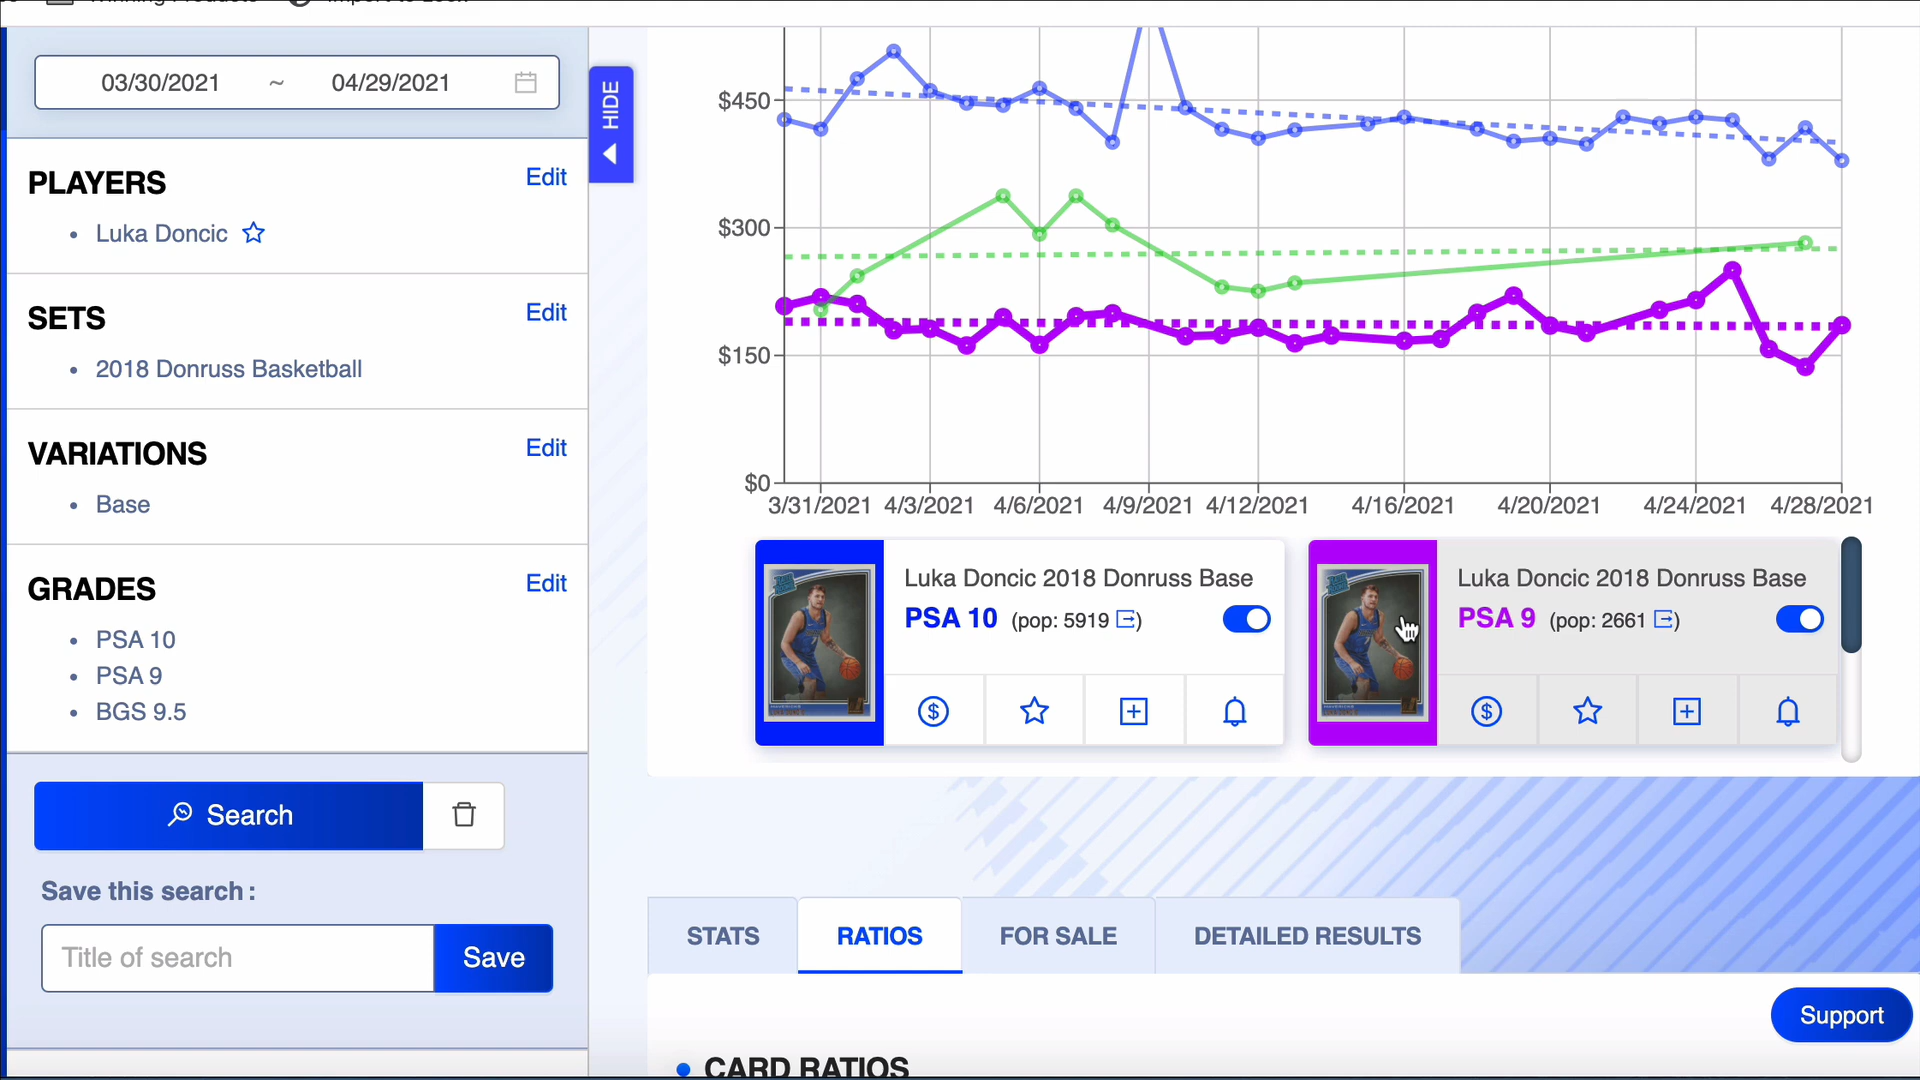 03/30/2021 ~ 04/29/2021
HIDE
PLAYERS Edit
Luka Doncic
SETS Edit
2018 Donruss Basketball
VARIATIONS Edit
Base
GRADES Edit
PSA 10
PSA 9
BGS 9.5
Search
Save this search :
Title of search
Save
$450
$300
$150
$0
3/31/2021 4/3/2021 4/6/2021 4/9/2021 4/12/2021 4/16/2021 4/20/2021 4/24/2021 4/28/2021
Luka Doncic 2018 Donruss Base
PSA 10 (pop: 5919 )
Luka Doncic 2018 Donruss Base
PSA 9 (pop: 2661 )
STATS RATIOS FOR SALE DETAILED RESULTS
Support
CARD RATIOS